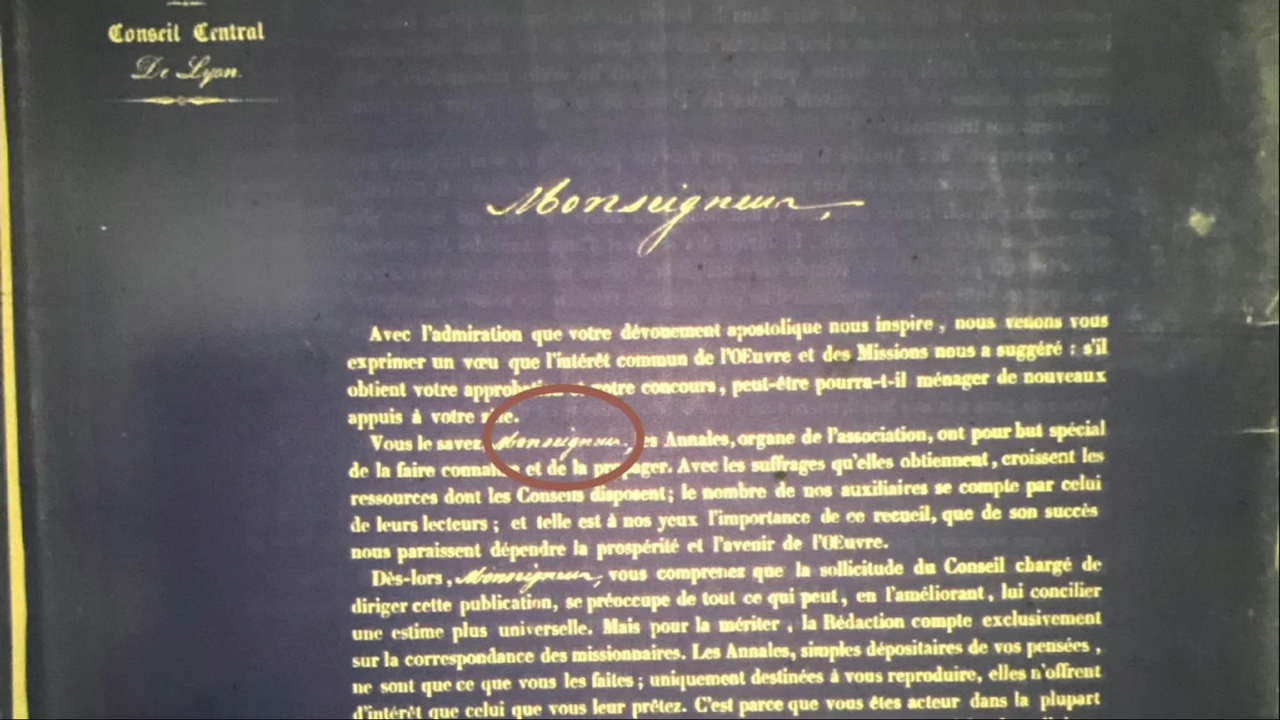 Conseil Central
De Lyon.
Monseigneur,
Avec l'admiration que votre dévouement apostolique nous inspire, nous venons vous
exprimer un vœu que l'intérêt commun de l'OEuvre et des Missions nous a suggéré : s'il
obtient votre approbation et votre concours, peut-être pourra-t-il ménager de nouveaux
appuis à votre
Vous le savez Monseigneur, les Annales, organe de l'association, ont pour but spécial
de la faire connaître et de la propager. Avec les suffrages qu'elles obtiennent, croissent les
ressources dont les Conseils disposent; le nombre de nos auxiliaires se compte par celui
de leurs lecteurs ; et telle est à nos yeux l'importance de ce recueil, que de son succès
nous paraissent dépendre la prospérité et l'avenir de l'OEuvre.
Dès-lors, Monseigneur, vous comprenez que la sollicitude du Conseil chargé de
diriger cette publication, se préoccupe de tout ce qui peut, en l'améliorant, lui concilier
une estime plus universelle. Mais pour la mériter, la Rédaction compte exclusivement
sur la correspondance des missionnaires. Les Annales, simples dépositaires de vos pensées,
ne sont que ce que vous les faites ; uniquement destinées à vous reproduire, elles n'offrent
d'intérêt que celui que vous leur prêtez. C'est parce que vous êtes acteur dans la plupart